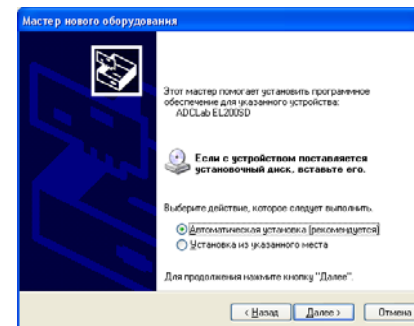 Мастер нового оборудования
Этот мастер помогает установить программное
обеспечение для указанного устройства:
ADCLab EL200SD
Если с устройством поставляется
установочный диск, вставьте его.
Выберите действие, которое следует выполнить.
Автоматическая установка (рекомендуется)
Установка из указанного места
Для продолжения нажмите кнопку "Далее".
< Назад
Далее >
Отмена